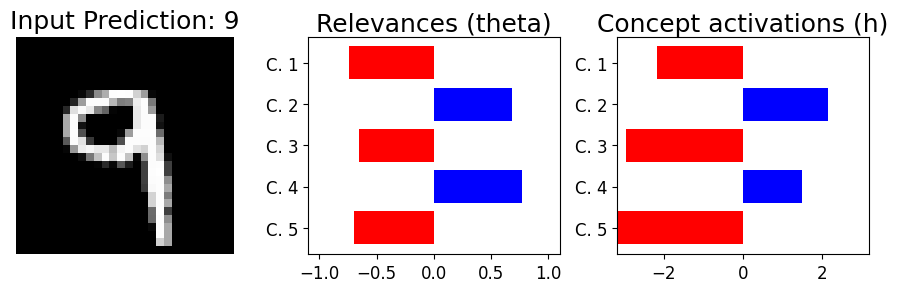 Input Prediction: 9
9
Relevances (theta)
C. 1
C. 2
C. 3
C. 4
C. 5
−1.0 −0.5 0.0 0.5 1.0
Concept activations (h)
C. 1
C. 2
C. 3
C. 4
C. 5
−2 0 2